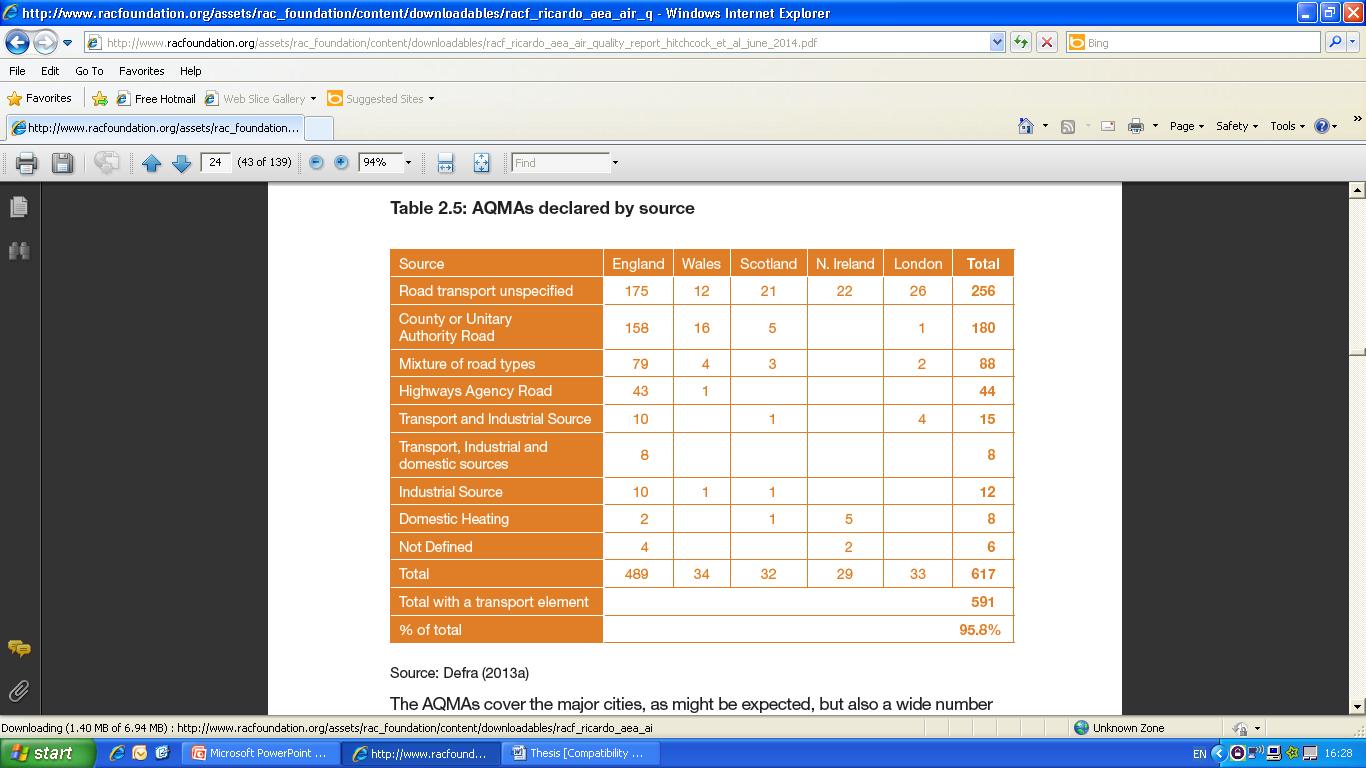 http://www.racfoundation.org/assets/rac_foundation/content/downloadables/racf_ricardo_aea_air_q - Windows Internet Explorer
http://www.racfoundation.org/assets/rac_foundation/content/downloadables/racf_ricardo_aea_air_quality_report_hitchcock_et_al_june_2014.pdf
Bing
File Edit Go To Favorites Help
Favorites Free Hotmail Web Slice Gallery Suggested Sites
http://www.racfoundation.org/assets/rac_foundation... Page Safety Tools »
24 (43 of 139) 94% Find
Table 2.5: AQMAs declared by source
Source England Wales Scotland N. Ireland London Total
Road transport unspecified 175 12 21 22 26 256
County or Unitary
Authority Road 158 16 5 1 180
Mixture of road types 79 4 3 2 88
Highways Agency Road 43 1 44
Transport and Industrial Source 10 1 4 15
Transport, Industrial and
domestic sources 8 8
Industrial Source 10 1 1 12
Domestic Heating 2 1 5 8
Not Defined 4 2 6
Total 489 34 32 29 33 617
Total with a transport element 591
% of total 95.8%
Source: Defra (2013a)
The AQMAs cover the major cities, as might be expected, but also a wide number
Downloading (1.40 MB of 6.94 MB) : http://www.racfoundation.org/assets/rac_foundation/content/downloadables/racf_ricardo_aea_ai Unknown Zone
start Microsoft PowerPoint ... http://www.racfound... Thesis [Compatibility ... EN 16:28